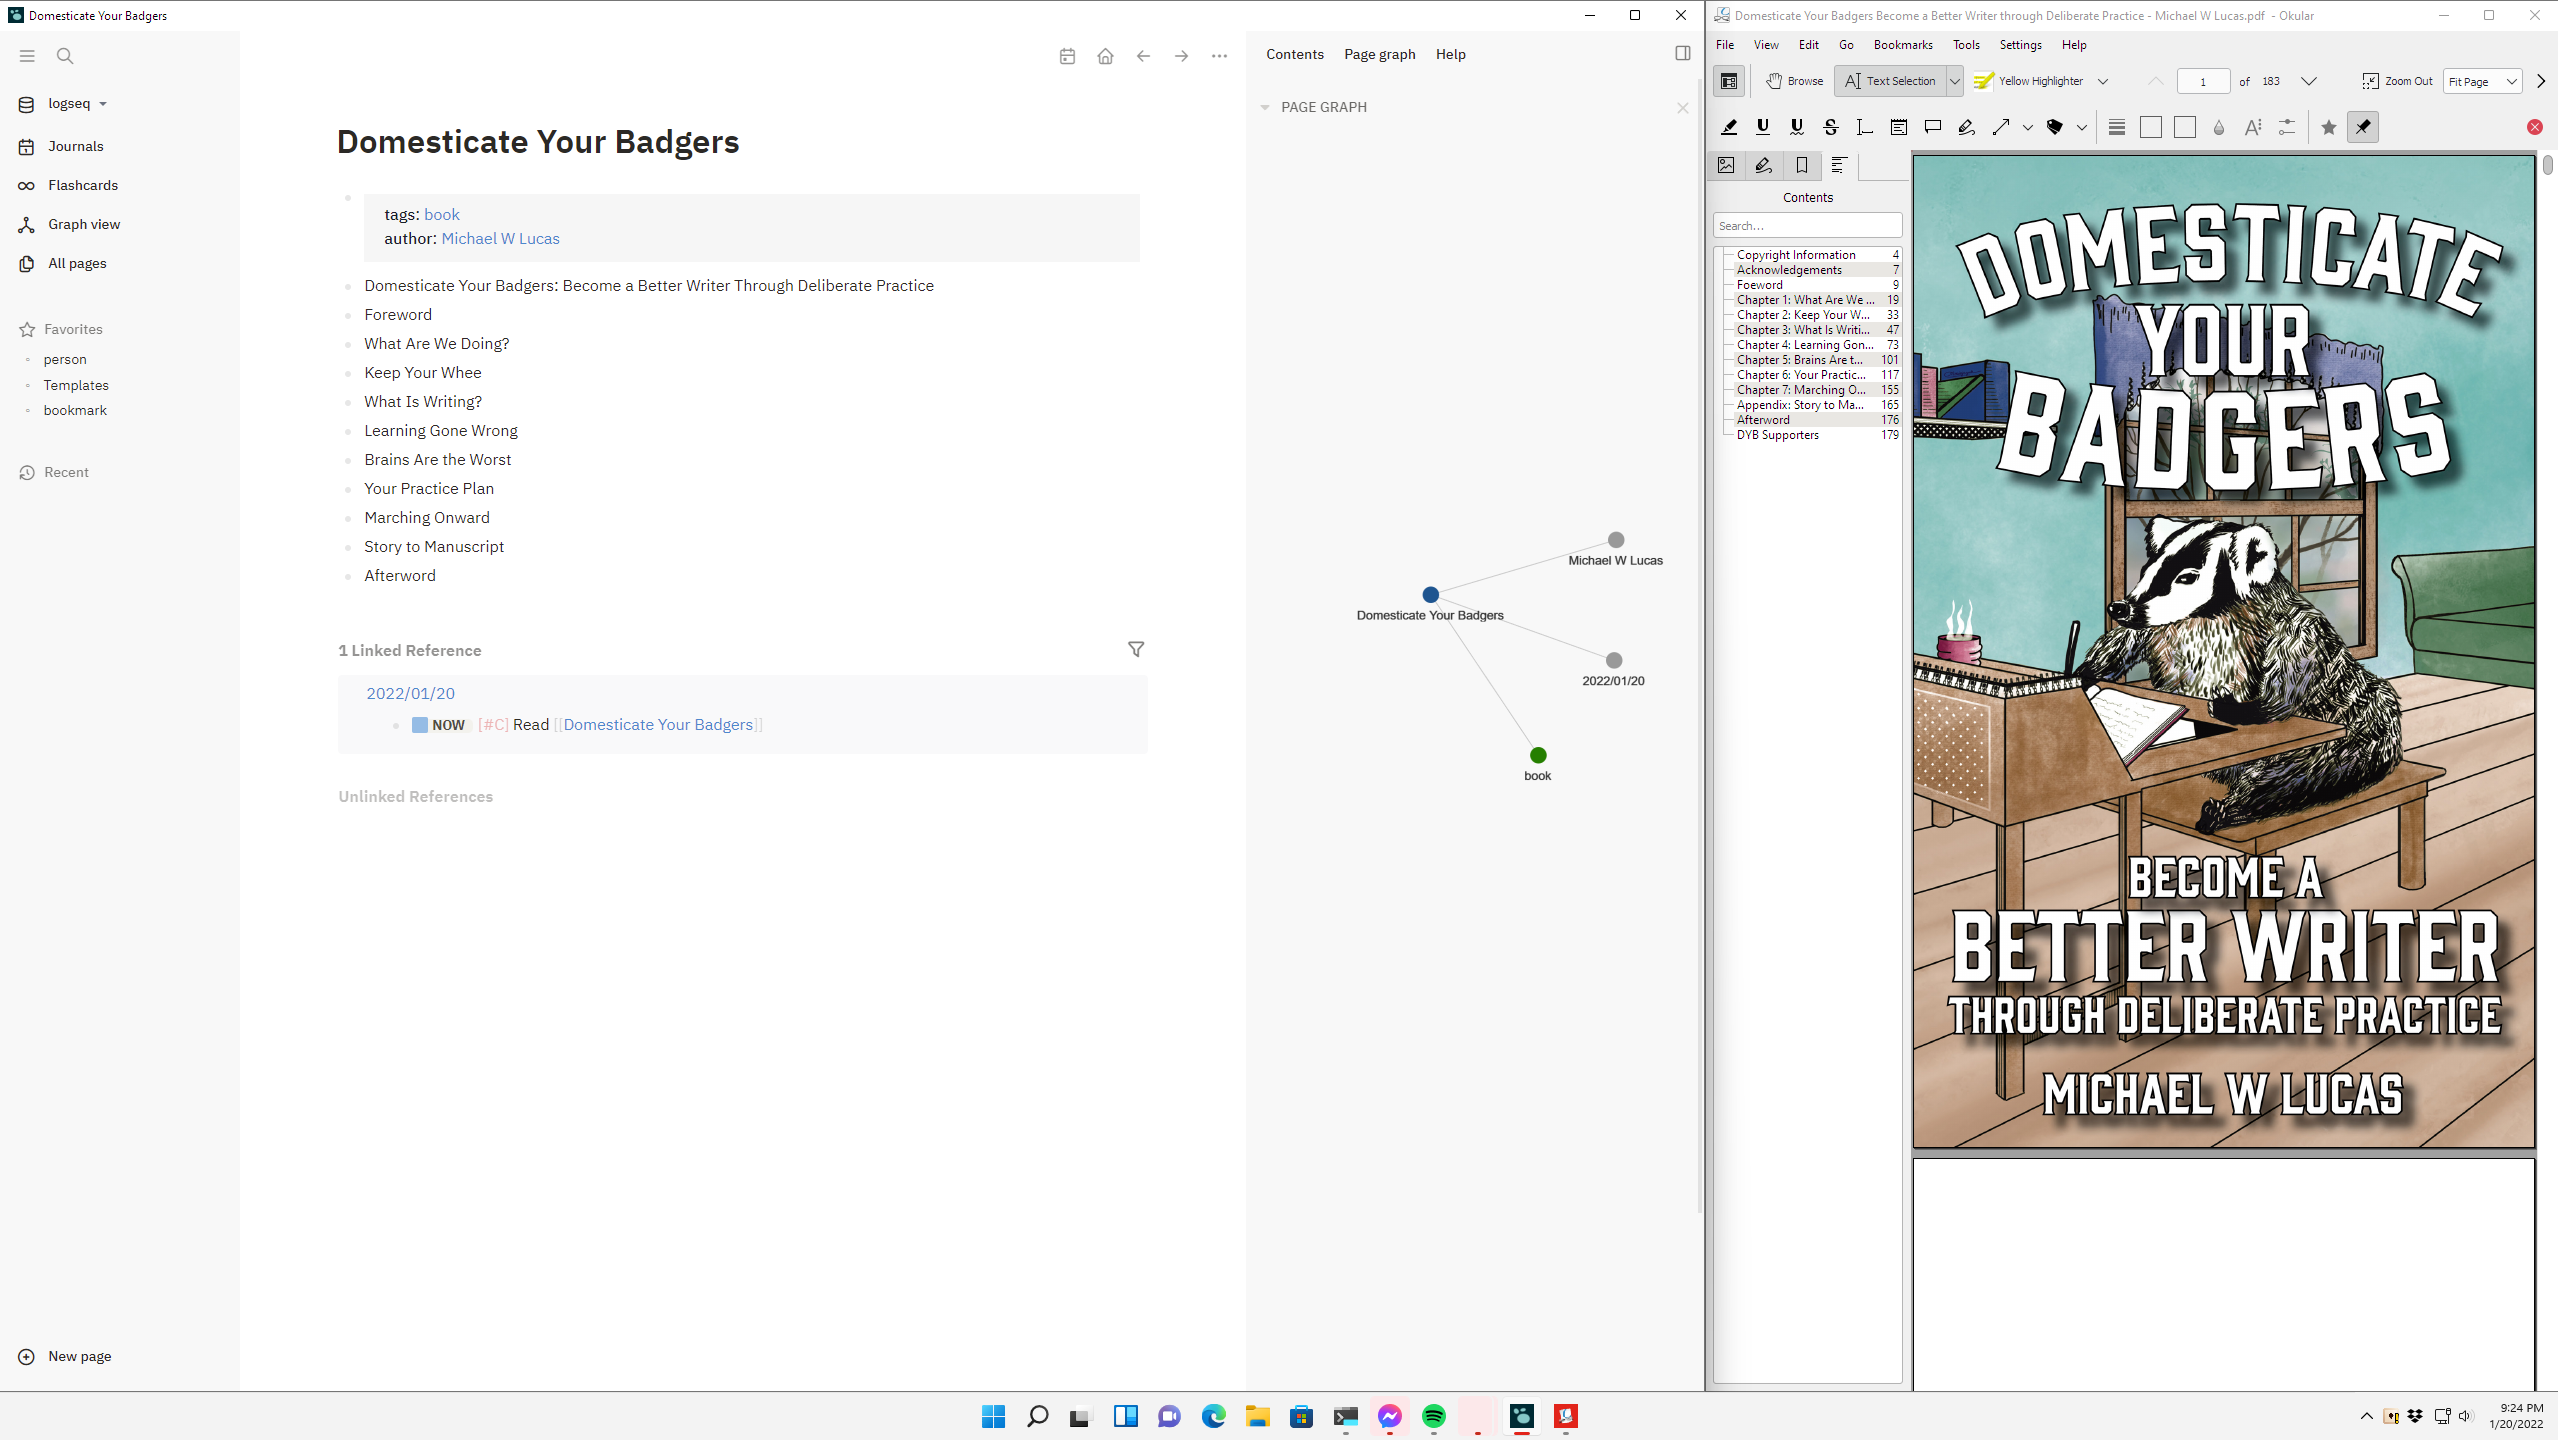 Domesticate Your Badgers
logseq
Journals
Flashcards
Graph view
All pages
Favorites
person
Templates
bookmark
Recent
New page
Domesticate Your Badgers
tags: book
author: Michael W Lucas
Domesticate Your Badgers: Become a Better Writer Through Deliberate Practice
Foreword
What Are We Doing?
Keep Your Whee
What Is Writing?
Learning Gone Wrong
Brains Are the Worst
Your Practice Plan
Marching Onward
Story to Manuscript
Afterword
1 Linked Reference
2022/01/20
NOW [#C] Read [[Domesticate Your Badgers]]
Unlinked References
Contents Page graph Help
PAGE GRAPH
Michael W Lucas
Domesticate Your Badgers
2022/01/20
book
Domesticate Your Badgers Become a Better Writer through Deliberate Practice - Michael W Lucas.pdf - Okular
File View Edit Go Bookmarks Tools Settings Help
Browse Text Selection Yellow Highlighter 1 of 183 Zoom Out Fit Page
Contents
Search...
Copyright Information 4
Acknowledgements 7
Foeword 9
Chapter 1: What Are We ... 19
Chapter 2: Keep Your W... 33
Chapter 3: What Is Writi... 47
Chapter 4: Learning Gon... 73
Chapter 5: Brains Are t... 101
Chapter 6: Your Practic... 117
Chapter 7: Marching O... 155
Appendix: Story to Ma... 165
Afterword 176
DYB Supporters 179
DOMESTICATE
YOUR
BADGERS
BECOME A
BETTER WRITER
THROUGH DELIBERATE PRACTICE
MICHAEL W LUCAS
9:24 PM
1/20/2022